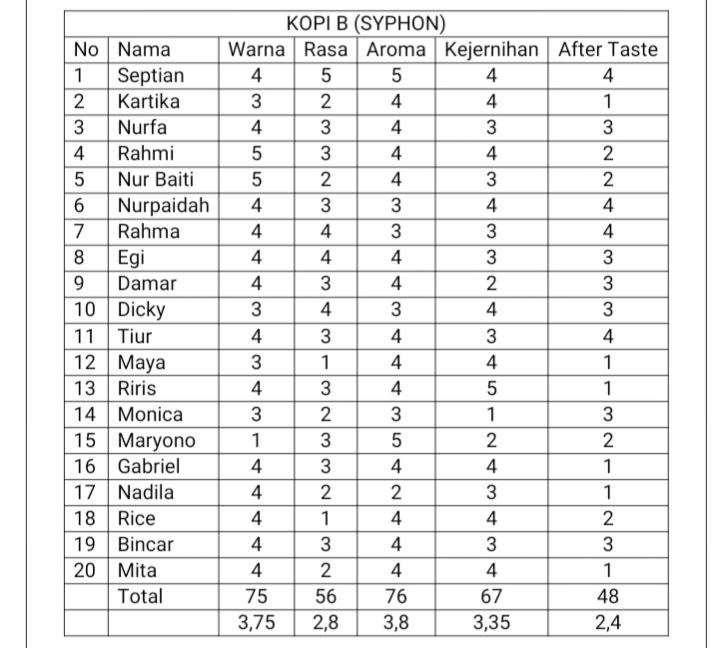 KOPI B (SYPHON)
No Nama Warna Rasa Aroma Kejernihan After Taste
1 Septian 4 5 5 4 4
2 Kartika 3 2 4 4 1
3 Nurfa 4 3 4 3 3
4 Rahmi 5 3 4 4 2
5 Nur Baiti 5 2 4 3 2
6 Nurpaidah 4 3 3 4 4
7 Rahma 4 4 3 3 4
8 Egi 4 4 4 3 3
9 Damar 4 3 4 2 3
10 Dicky 3 4 3 4 3
11 Tiur 4 3 4 3 4
12 Maya 3 1 4 4 1
13 Riris 4 3 4 5 1
14 Monica 3 2 3 1 3
15 Maryono 1 3 5 2 2
16 Gabriel 4 3 4 4 1
17 Nadila 4 2 2 3 1
18 Rice 4 1 4 4 2
19 Bincar 4 3 4 3 3
20 Mita 4 2 4 4 1
Total 75 56 76 67 48
3,75 2,8 3,8 3,35 2,4